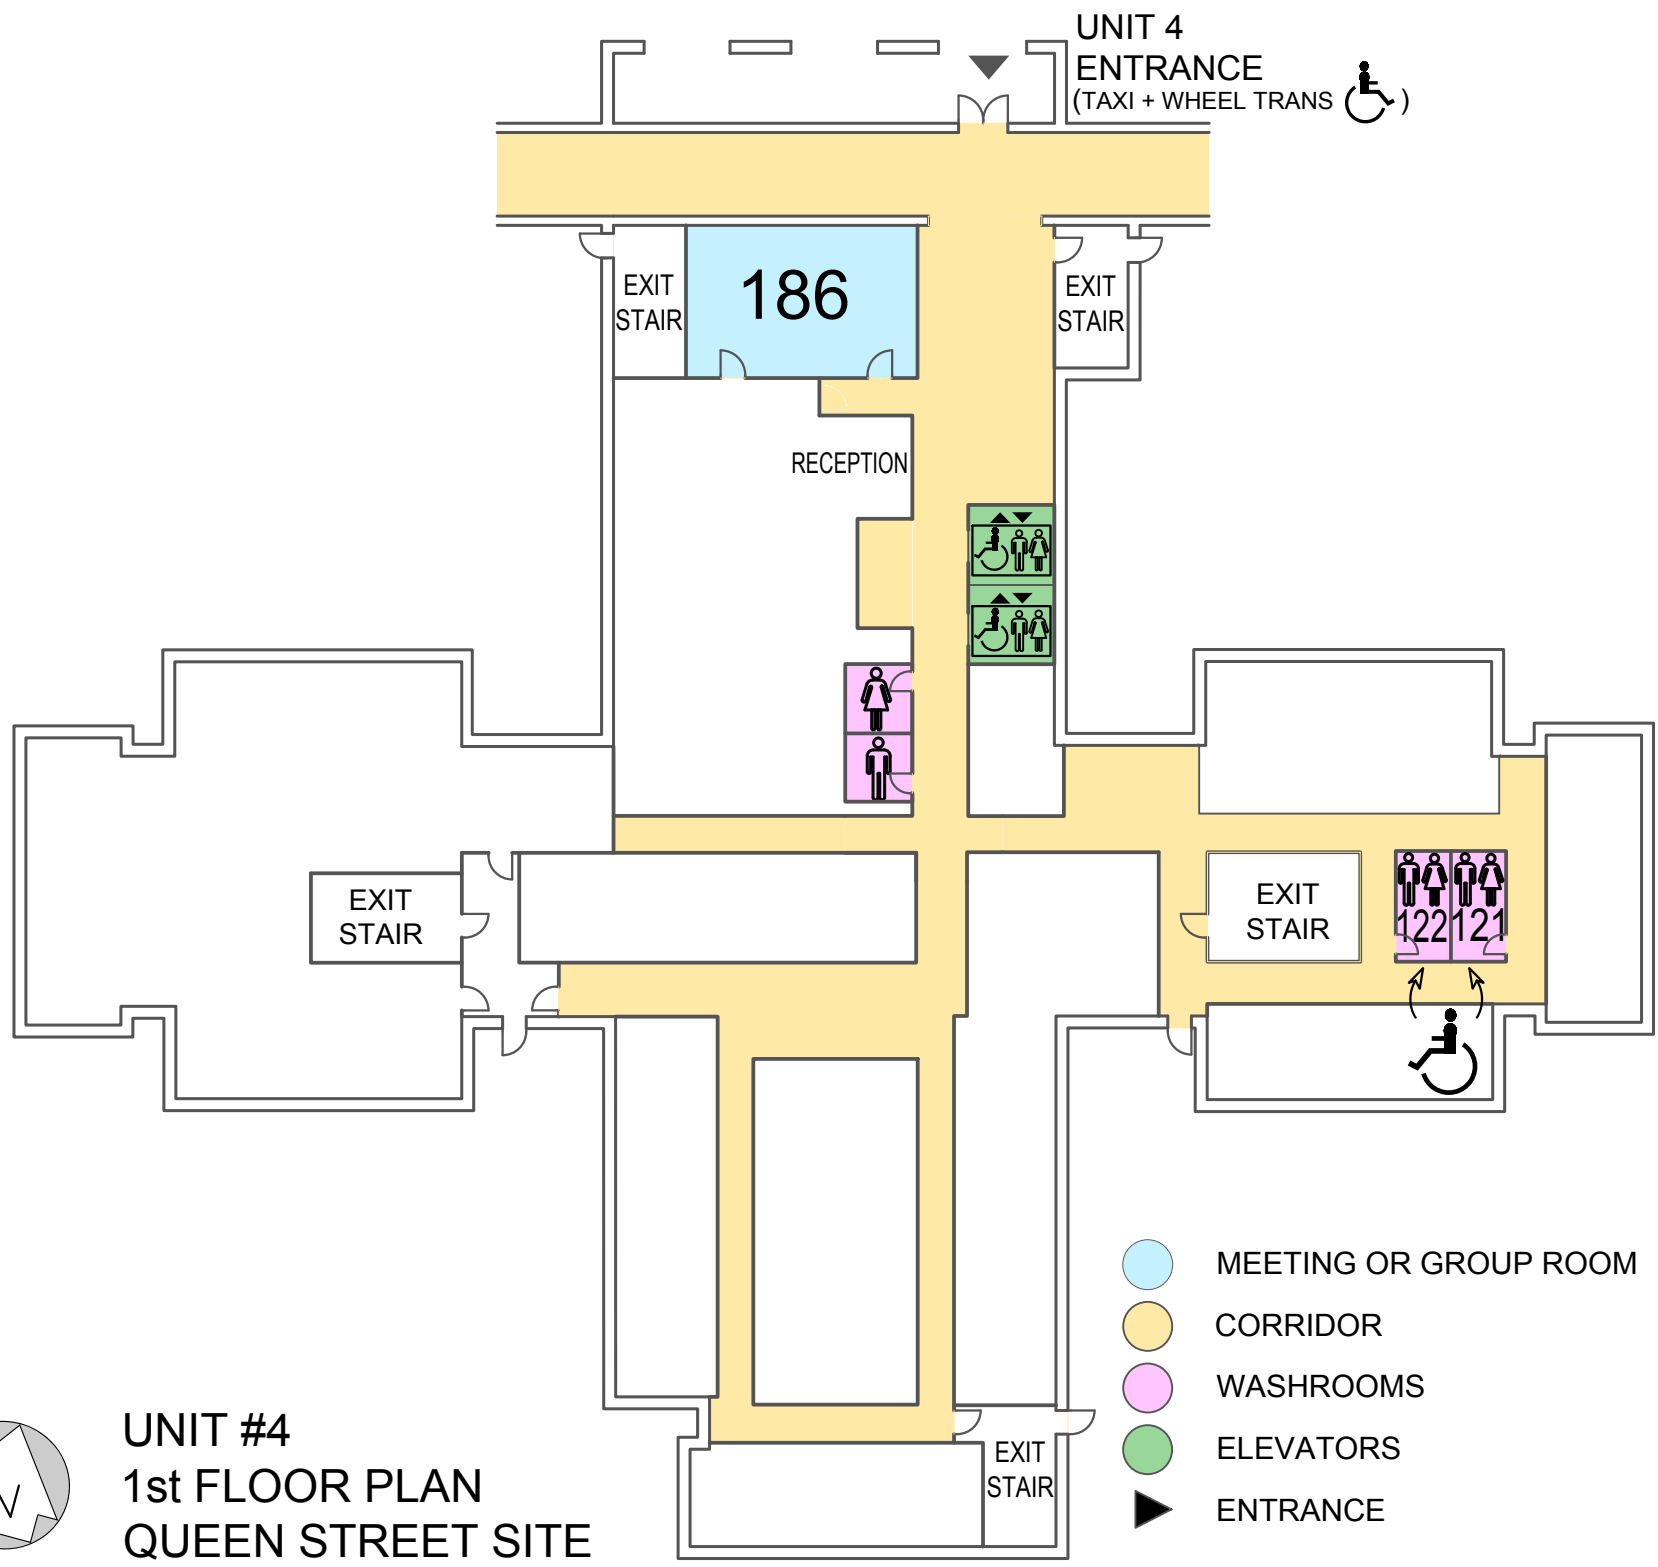 UNIT 4
ENTRANCE
(TAXI + WHEEL TRANS )
EXIT
STAIR
186
EXIT
STAIR
RECEPTION
EXIT
STAIR
EXIT
STAIR
122
121
EXIT
STAIR
MEETING OR GROUP ROOM
CORRIDOR
WASHROOMS
ELEVATORS
ENTRANCE
UNIT #4
1st FLOOR PLAN
QUEEN STREET SITE